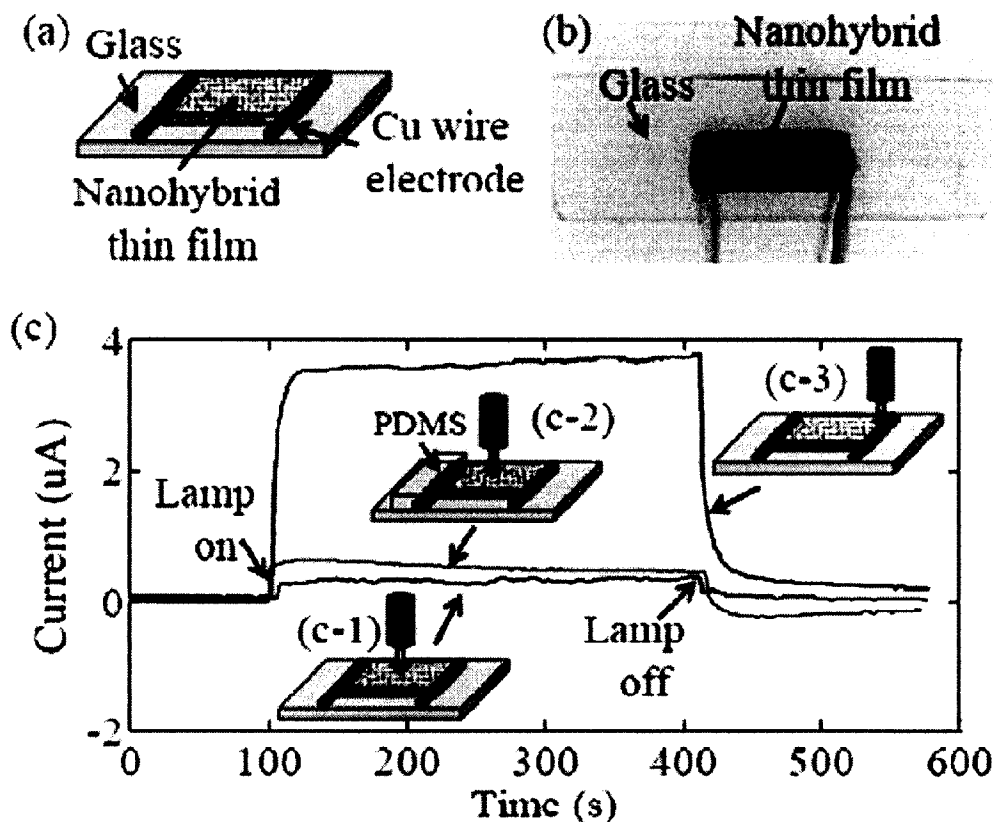 (a)
Glass
Cu wire
electrode
Nanohybrid
thin film
(b)
Nanohybrid
Glass thin film
(c)
Current (uA)
4
2
0
-2
Lamp
on
PDMS
(c-2)
(c-3)
(c-1)
Lamp
off
0 100 200 300 400 500 600
Time (s)